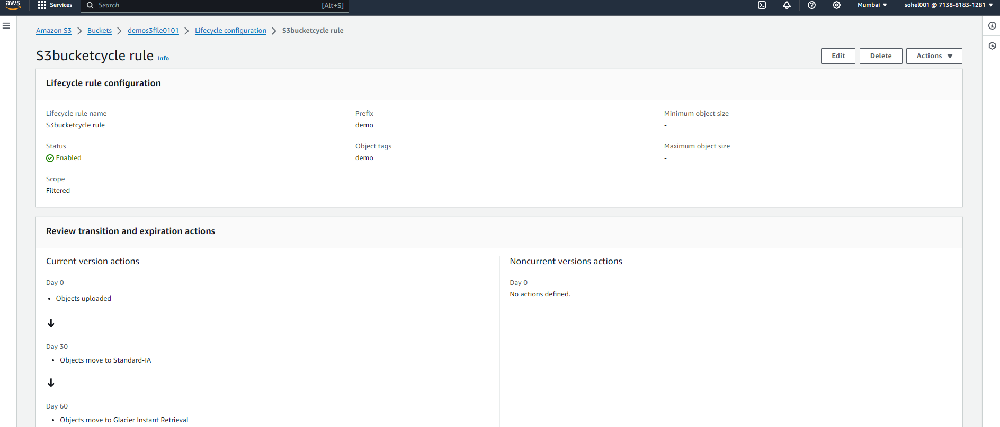 aws
Services
Search
[Alt+S]
Mumbai
sohel001 @ 7138-8183-1281
Amazon S3
Buckets
demos3file0101
Lifecycle configuration
S3bucketcycle rule
S3bucketcycle rule Info
Edit
Delete
Actions
Lifecycle rule configuration
Lifecycle rule name
S3bucketcycle rule
Status
Enabled
Scope
Filtered
Prefix
demo
Object tags
demo
Minimum object size
-
Maximum object size
-
Review transition and expiration actions
Current version actions
Day 0
Objects uploaded
Day 30
Objects move to Standard-IA
Day 60
Objects move to Glacier Instant Retrieval
Noncurrent versions actions
Day 0
No actions defined.